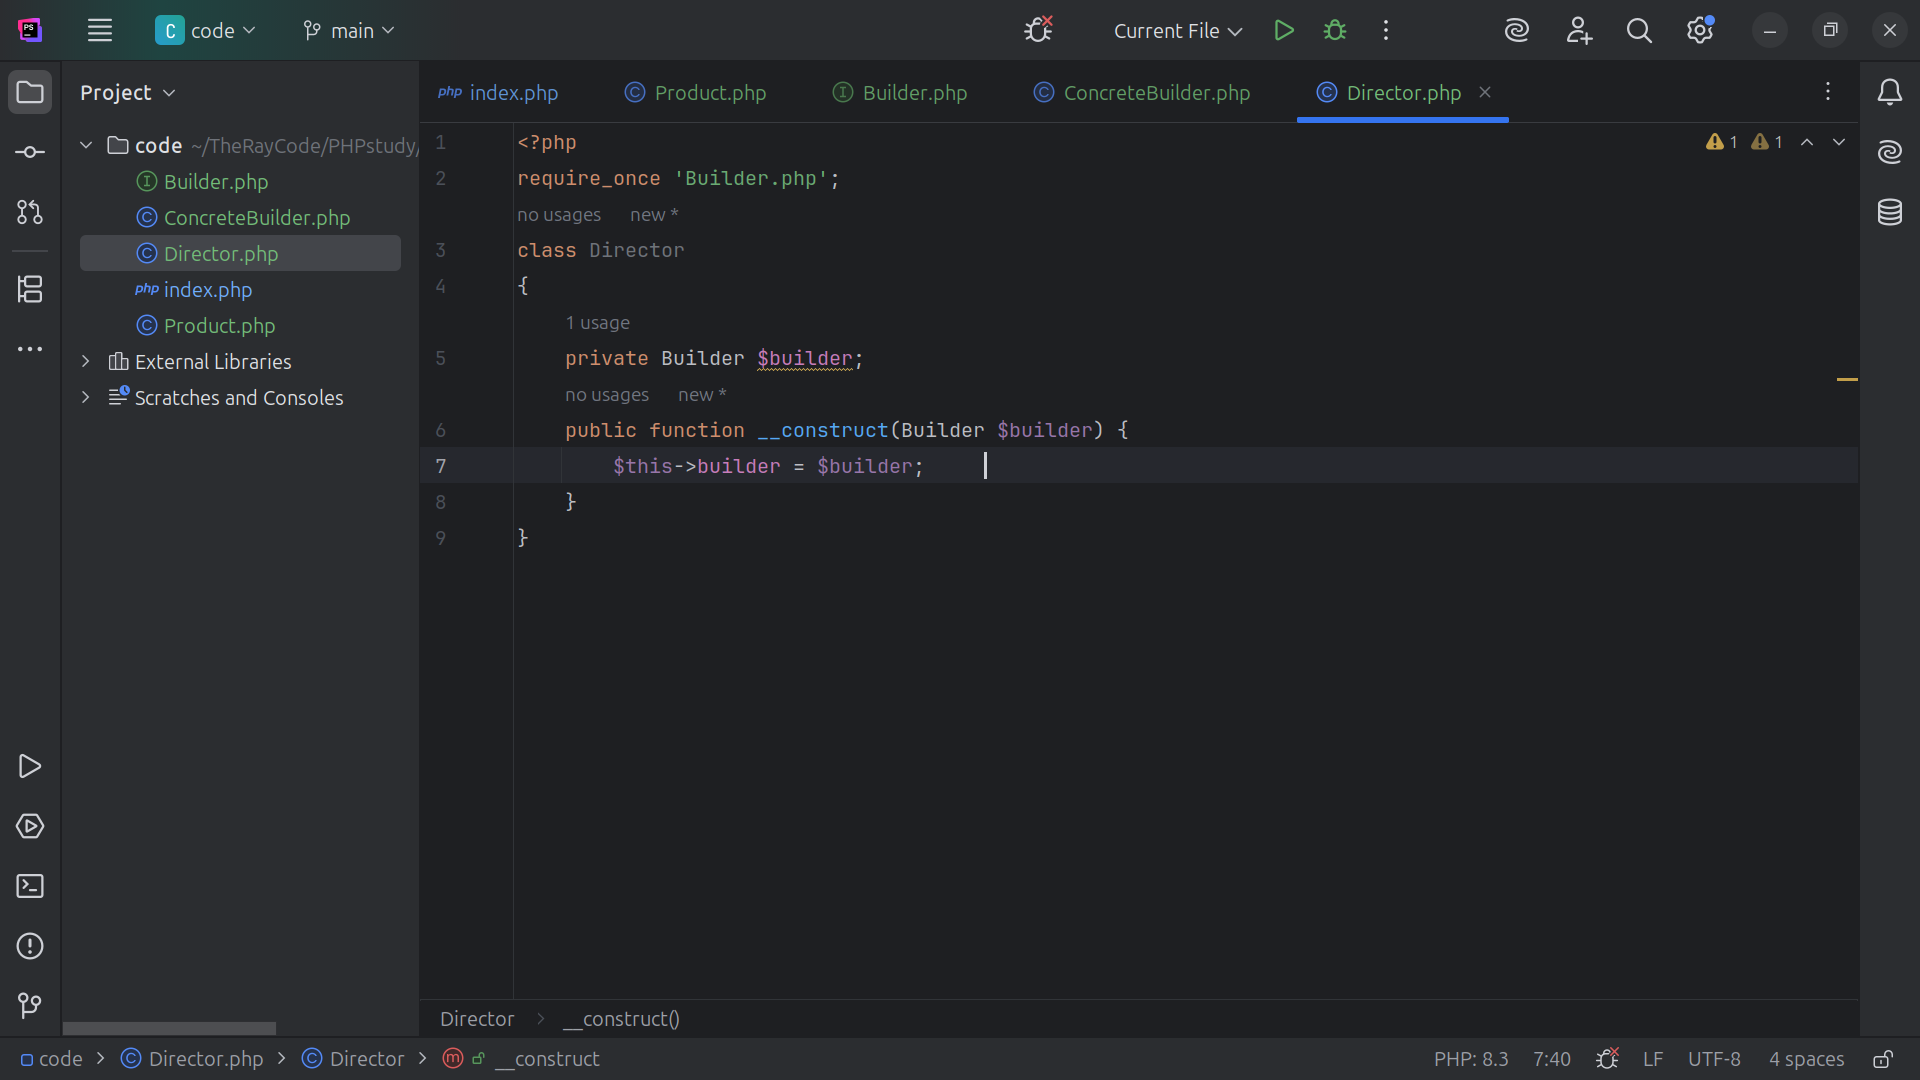 PS
C code
main
Current File
Project
php index.php
C Product.php
I Builder.php
C ConcreteBuilder.php
C Director.php
code ~/TheRayCode/PHPstudy/
I Builder.php
C ConcreteBuilder.php
C Director.php
php index.php
C Product.php
External Libraries
Scratches and Consoles
1 <?php
1 1
2 require_once 'Builder.php';
no usages new *
3 class Director
4 {
1 usage
5 private Builder $builder;
no usages new *
6 public function __construct(Builder $builder) {
7 $this->builder = $builder;
8 }
9 }
Director > __construct()
code > C Director.php > C Director > m __construct
PHP: 8.3 7:40 LF UTF-8 4 spaces